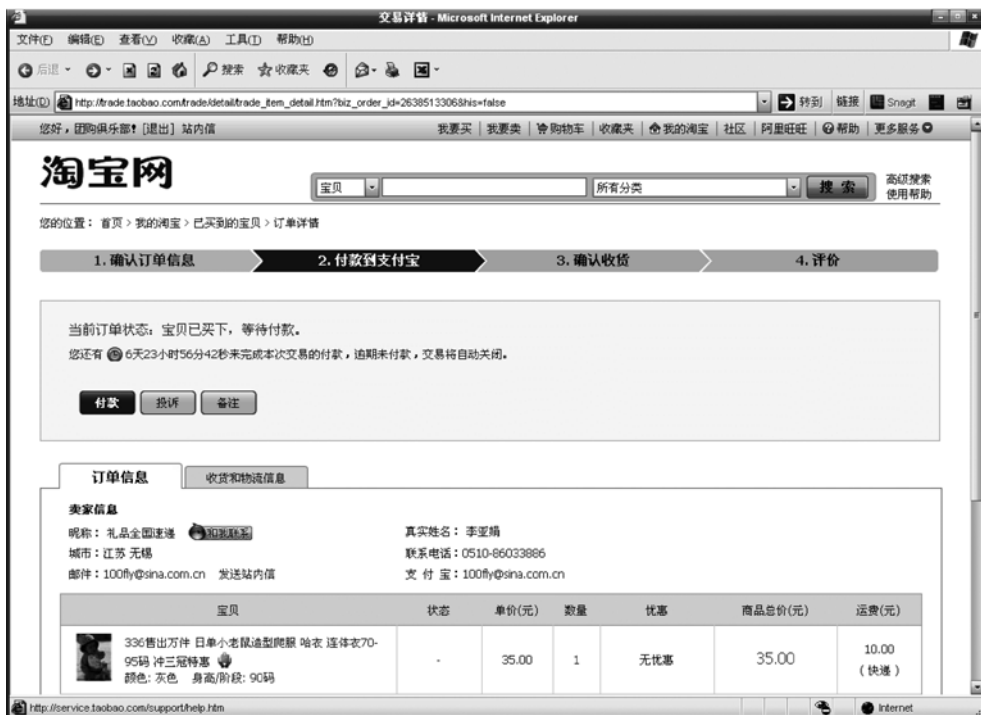 交易详情 - Microsoft Internet Explorer
文件(F) 编辑(E) 查看(V) 收藏(A) 工具(T) 帮助(H)
后退 搜索 收藏夹
地址(D) http://trade.taobao.com/trade/detail/trade_item_detail.htm?biz_order_id=2638513306&his=false 转到 链接 SnagIt
您好，团购俱乐部! [退出] 站内信 我要买 | 我要卖 | 购物车 | 收藏夹 | 我的淘宝 | 社区 | 阿里旺旺 | 帮助 | 更多服务
淘宝网
宝贝 所有分类 搜 索 高级搜索
使用帮助
您的位置： 首页 > 我的淘宝 > 已买到的宝贝 > 订单详情
1. 确认订单信息 2. 付款到支付宝 3. 确认收货 4. 评价
当前订单状态：宝贝已买下，等待付款。
您还有 6天23小时56分42秒来完成本次交易的付款，逾期未付款，交易将自动关闭。
付款 投诉 备注
订单信息 收货和物流信息
卖家信息
昵称： 礼品全国速递 和我联系 真实姓名： 李亚娟
城市：江苏 无锡 联系电话：0510-86033886
邮件：100fly@sina.com.cn 发送站内信 支 付 宝：100fly@sina.com.cn
宝贝 状态 单价(元) 数量 优惠 商品总价(元) 运费(元)
336售出万件 日单小老鼠造型爬服 哈衣 连体衣70-
95码 冲三冠特惠
颜色: 灰色 身高/阶段: 90码
- 35.00 1 无优惠 35.00 10.00
( 快递 )
http://service.taobao.com/support/help.htm Internet